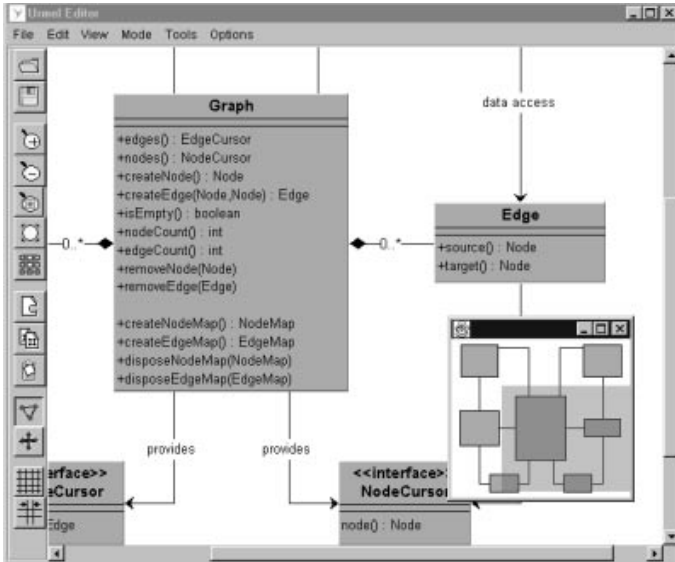 Urmel Editor
File Edit View Mode Tools Options
data access
Graph
+edges() : EdgeCursor
+nodes() : NodeCursor
+createNode() : Node
+createEdge(Node,Node) : Edge
+isEmpty() : boolean
+nodeCount() : int
+edgeCount() : int
+removeNode(Node)
+removeEdge(Edge)
+createNodeMap() : NodeMap
+createEdgeMap() : EdgeMap
+disposeNodeMap(NodeMap)
+disposeEdgeMap(EdgeMap)
0..*
0..*
Edge
+source() : Node
+target() : Node
provides
provides
erface>>
eCursor
Edge
<<interface>>
NodeCursor
node() : Node